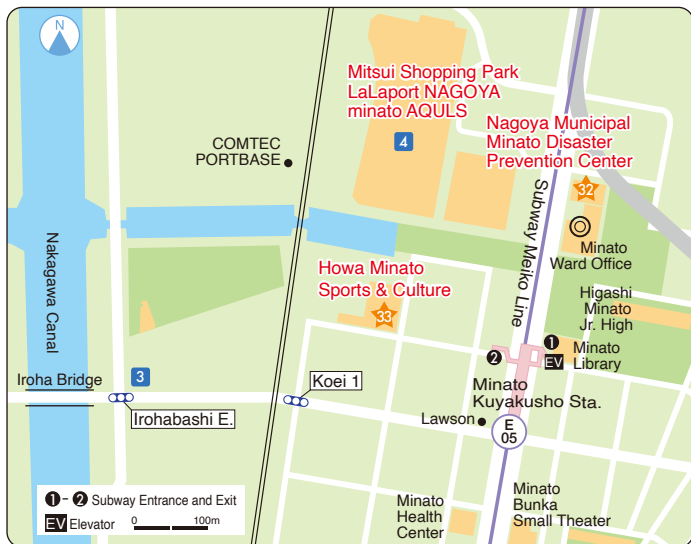 N
Mitsui Shopping Park
LaLaport NAGOYA
minato AQULS
4
Nagoya Municipal
Minato Disaster
Prevention Center
32
COMTEC
PORTBASE
Subway Meiko Line
Minato
Ward Office
Nakagawa Canal
Howa Minato
Sports & Culture
33
Higashi
Minato
Jr. High
1
EV
Minato
Library
2
Minato
Kuyakusho Sta.
Iroha Bridge
3
Koei 1
Irohabashi E.
Lawson
E
05
1 - 2 Subway Entrance and Exit
EV Elevator 0 100m
Minato
Health
Center
Minato
Bunka
Small Theater